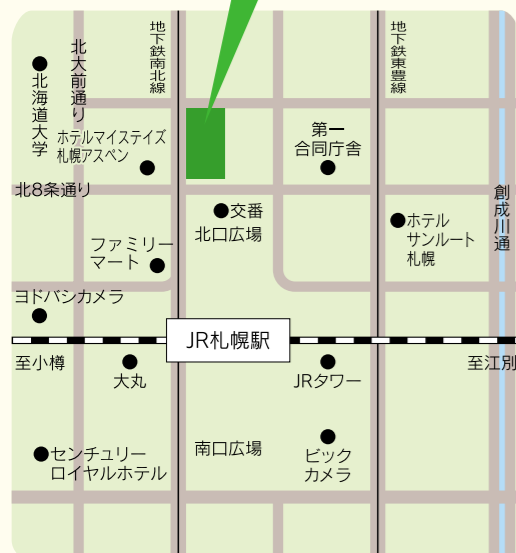 地下鉄南北線
地下鉄東豊線
北大前通り
北海道大学
ホテルマイステイズ
札幌アスペン
第一
合同庁舎
北8条通り
交番
北口広場
創成川通
ホテル
サンルート
札幌
ファミリー
マート
ヨドバシカメラ
JR札幌駅
至小樽
大丸
JRタワー
至江別
南口広場
センチュリー
ロイヤルホテル
ビック
カメラ